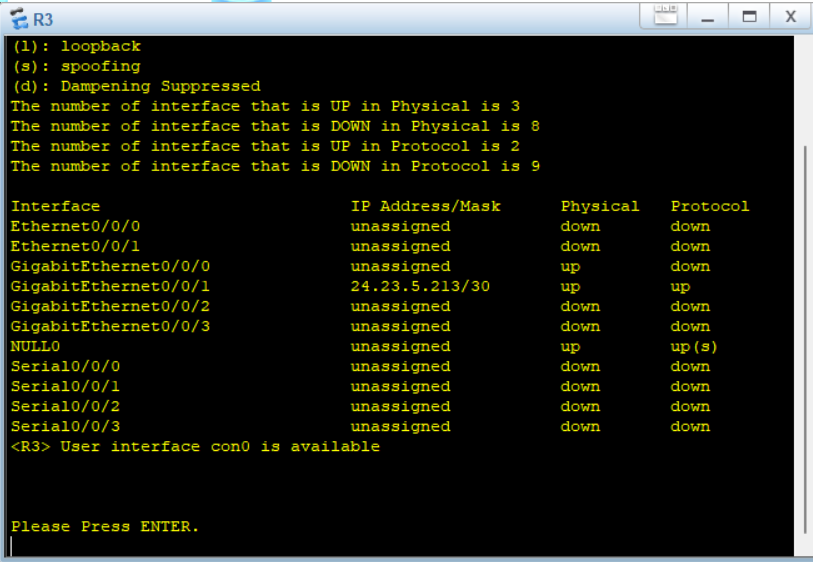 R3
(l): loopback
(s): spoofing
(d): Dampening Suppressed
The number of interface that is UP in Physical is 3
The number of interface that is DOWN in Physical is 8
The number of interface that is UP in Protocol is 2
The number of interface that is DOWN in Protocol is 9
Interface IP Address/Mask Physical Protocol
Ethernet0/0/0 unassigned down down
Ethernet0/0/1 unassigned down down
GigabitEthernet0/0/0 unassigned up down
GigabitEthernet0/0/1 24.23.5.213/30 up up
GigabitEthernet0/0/2 unassigned down down
GigabitEthernet0/0/3 unassigned down down
NULL0 unassigned up up(s)
Serial0/0/0 unassigned down down
Serial0/0/1 unassigned down down
Serial0/0/2 unassigned down down
Serial0/0/3 unassigned down down
<R3> User interface con0 is available
Please Press ENTER.